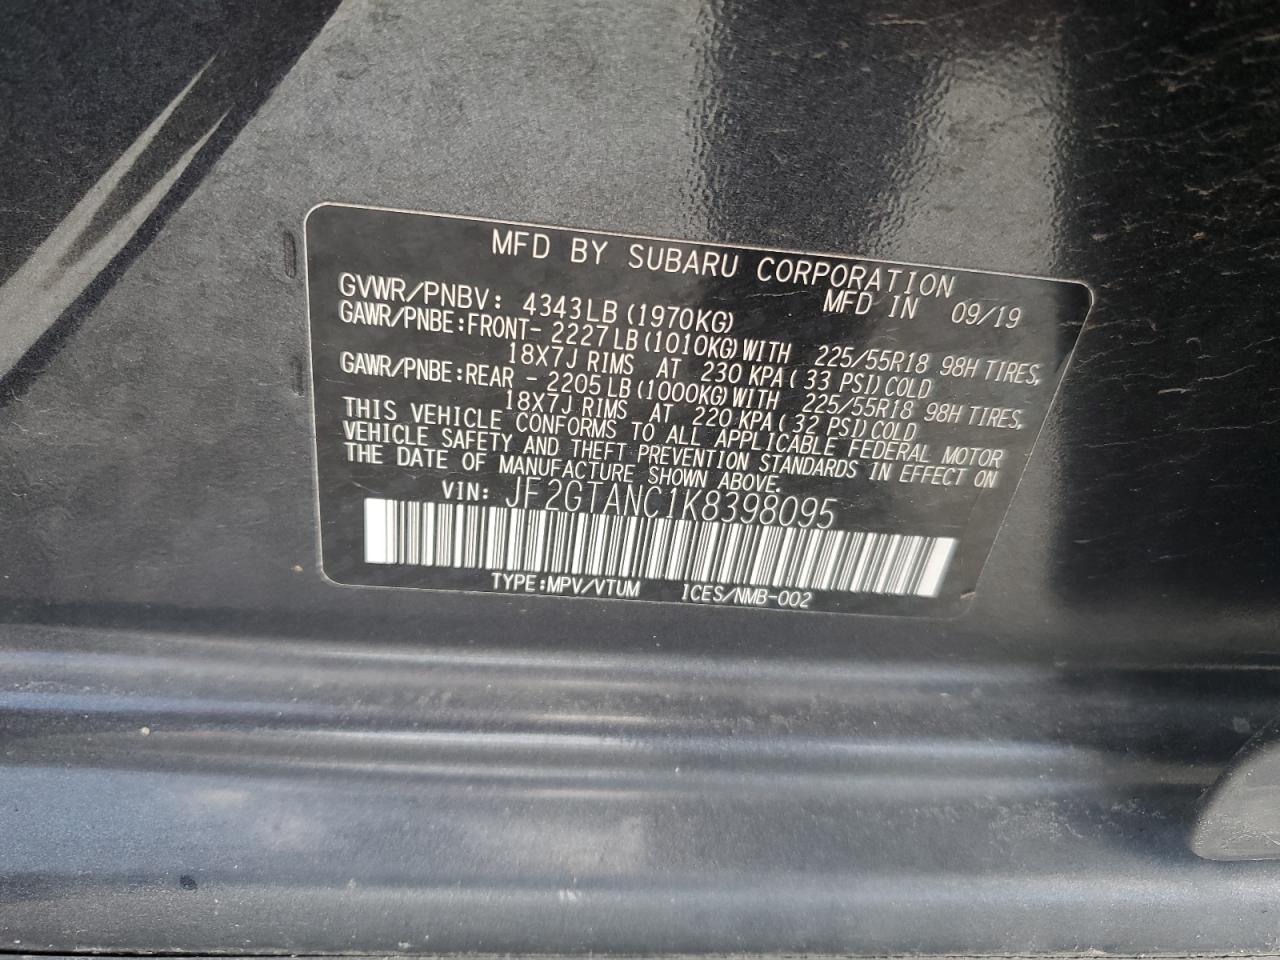 MFD BY SUBARU CORPORATION
GVWR/PNBV: 4343LB (1970KG) MFD IN 09/19
GAWR/PNBE:FRONT- 2227LB (1010KG) WITH 225/55R18 98H TIRES,
18X7J RIMS AT 230 KPA ( 33 PSI) COLD
GAWR/PNBE:REAR - 2205LB (1000KG) WITH 225/55R18 98H TIRES,
18X7J RIMS AT 220 KPA ( 32 PSI) COLD
THIS VEHICLE CONFORMS TO ALL APPLICABLE FEDERAL MOTOR
VEHICLE SAFETY AND THEFT PREVENTION STANDARDS IN EFFECT ON
THE DATE OF MANUFACTURE SHOWN ABOVE.
VIN: JF2GTANC1K8398095
TYPE:MPV/VTUM ICES/NMB-002